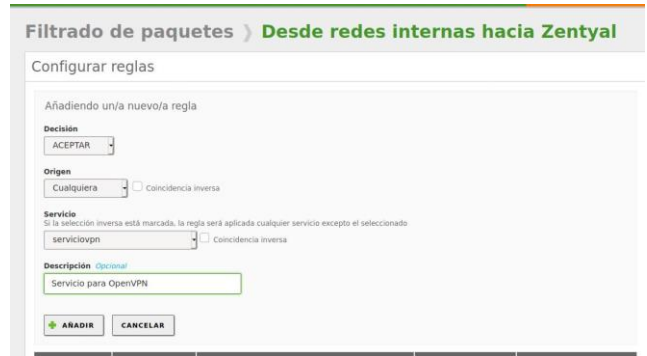 Filtrado de paquetes ⟩ Desde redes internas hacia Zentyal
Configurar reglas
Añadiendo un/a nuevo/a regla
Decisión
ACEPTAR
Origen
Cualquiera Coincidencia inversa
Servicio
Si la selección inversa está marcada, la regla será aplicada cualquier servicio excepto el seleccionado
serviciovpn Coincidencia inversa
Descripción Opcional
Servicio para OpenVPN
AÑADIR CANCELAR